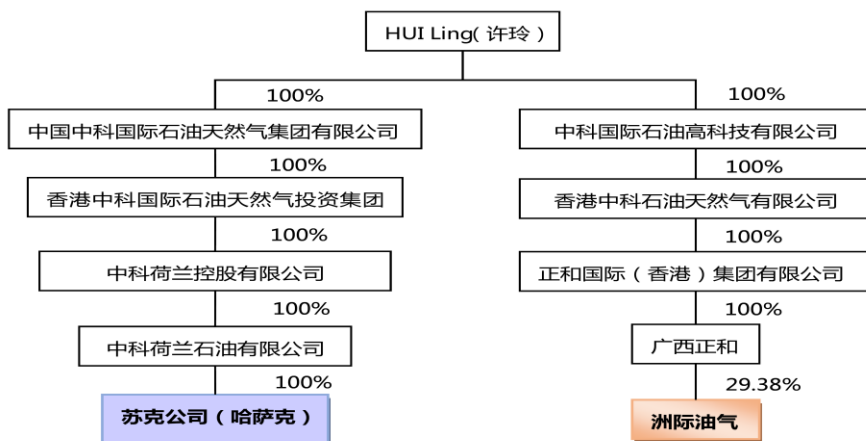 HUI Ling(许玲)
100%
100%
中国中科国际石油天然气集团有限公司
中科国际石油高科技有限公司
100%
100%
香港中科国际石油天然气投资集团
香港中科石油天然气有限公司
100%
100%
中科荷兰控股有限公司
正和国际(香港)集团有限公司
100%
100%
中科荷兰石油有限公司
广西正和
100%
29.38%
苏克公司(哈萨克)
洲际油气